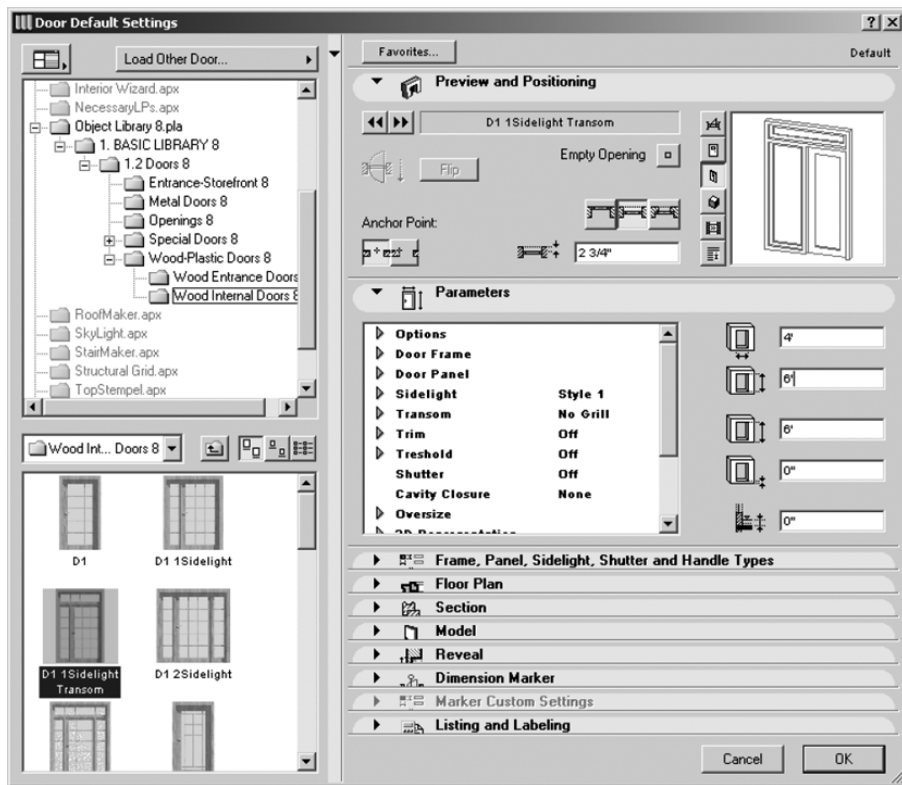 Door Default Settings
Load Other Door...
Interior Wizard.apx
NecessaryLPs.apx
Object Library 8.pla
1. BASIC LIBRARY 8
1.2 Doors 8
Entrance-Storefront 8
Metal Doors 8
Openings 8
Special Doors 8
Wood-Plastic Doors 8
Wood Entrance Doors
Wood Internal Doors 8
RoofMaker.apx
SkyLight.apx
StairMaker.apx
Structural Grid.apx
TopStempel.apx
Wood Int... Doors 8
D1
D1 1Sidelight
D1 1Sidelight
Transom
D1 2Sidelight
Favorites...
Default
Preview and Positioning
D1 1Sidelight Transom
Flip
Empty Opening
Anchor Point:
2 3/4"
Parameters
Options
Door Frame
Door Panel
Sidelight Style 1
Transom No Grill
Trim Off
Treshold Off
Shutter Off
Cavity Closure None
Oversize
2D Representation
4'
6'
6'
0"
0"
Frame, Panel, Sidelight, Shutter and Handle Types
Floor Plan
Section
Model
Reveal
Dimension Marker
Marker Custom Settings
Listing and Labeling
Cancel
OK